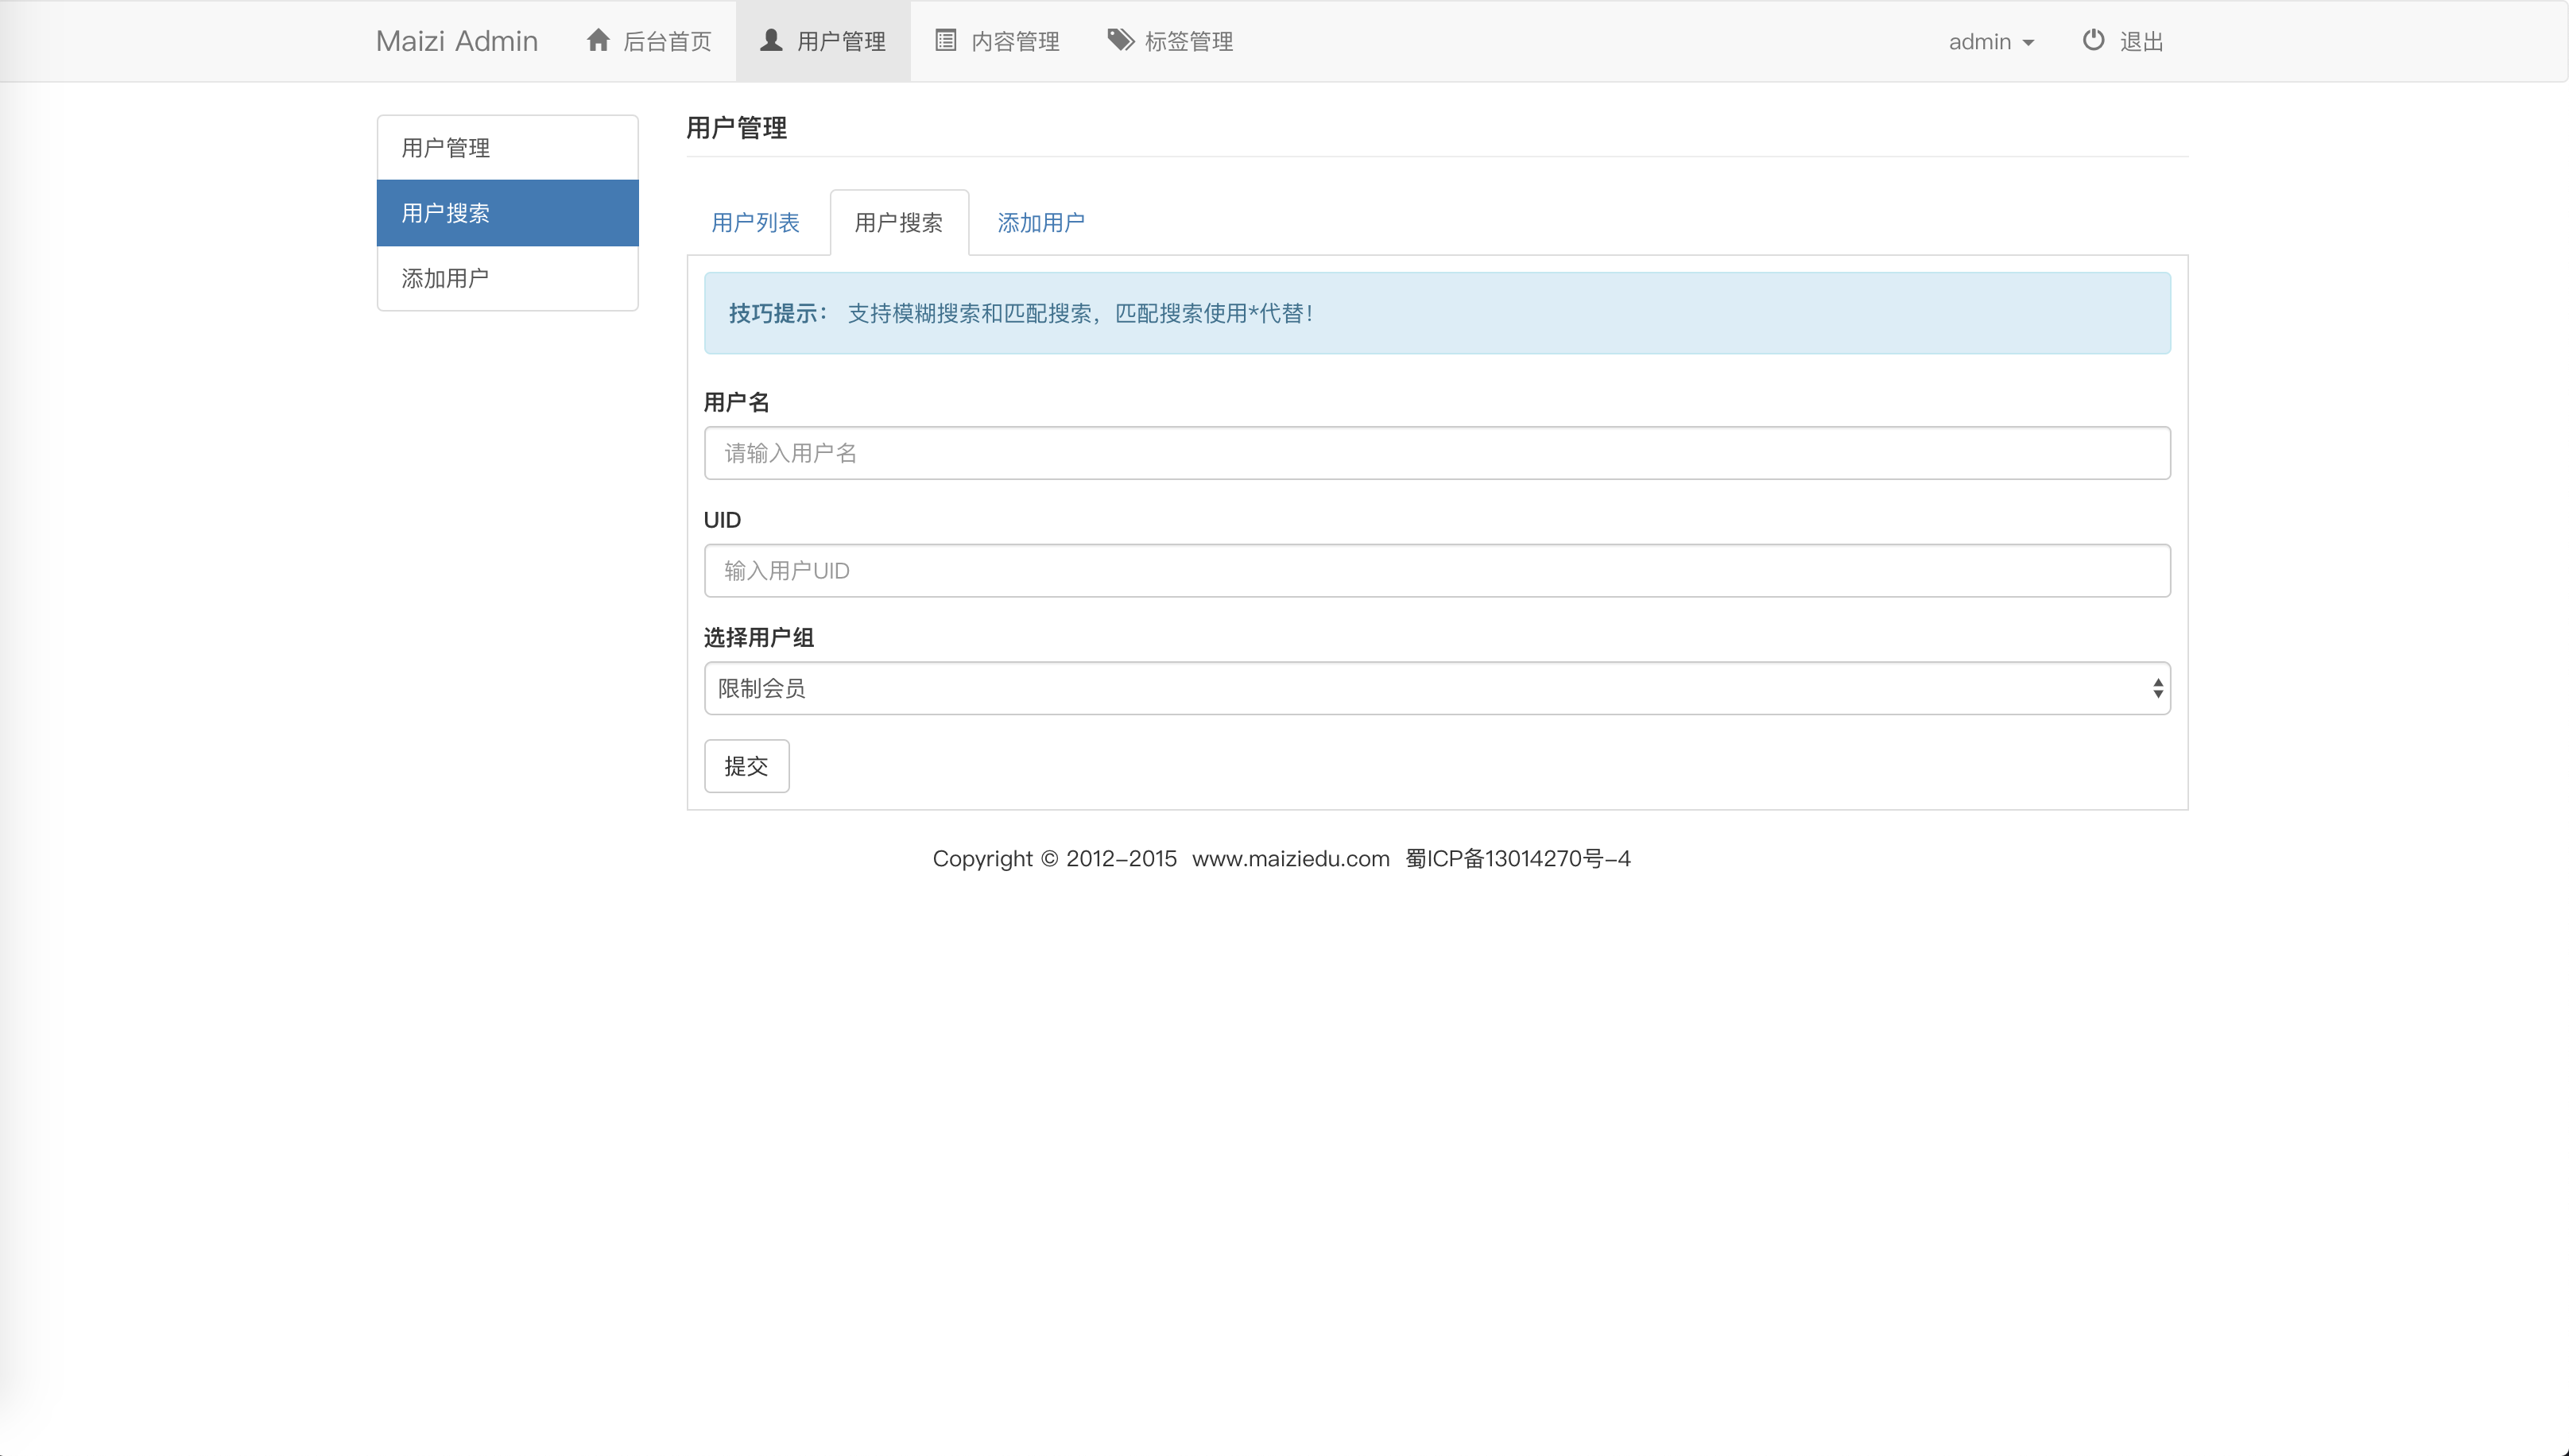 Maizi Admin 后台首页 用户管理 内容管理 标签管理 admin 退出
用户管理
用户搜索
添加用户
用户管理
用户列表 用户搜索 添加用户
技巧提示： 支持模糊搜索和匹配搜索，匹配搜索使用*代替！
用户名
请输入用户名
UID
输入用户UID
选择用户组
限制会员
提交
Copyright © 2012-2015 www.maiziedu.com 蜀ICP备13014270号-4